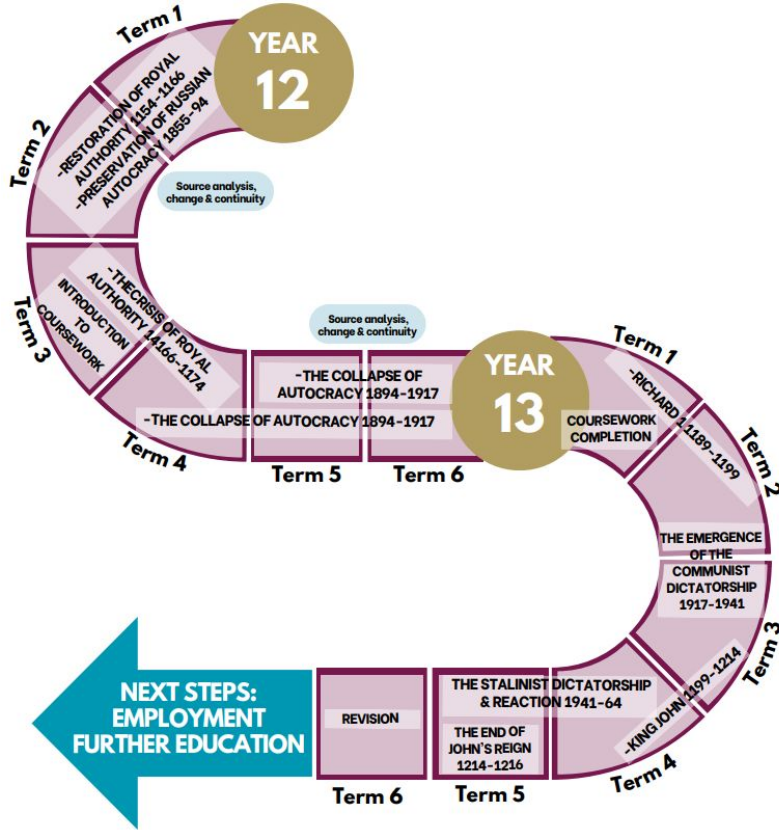 YEAR
12
Term 1
-RESTORATION OF ROYAL
AUTHORITY 1154-1166
-PRESERVATION OF RUSSIAN
AUTOCRACY 1855-94
Term 2
Source analysis,
change & continuity
-THECRISIS OF ROYAL
AUTHORITY 14166-1174
INTRODUCTION
TO
COURSEWORK
Term 3
Term 4
Source analysis,
change & continuity
-THE COLLAPSE OF
AUTOCRACY 1894-1917
-THE COLLAPSE OF AUTOCRACY 1894-1917
Term 5
Term 6
YEAR
13
Term 1
COURSEWORK
COMPLETION
-RICHARD 11189-1199
Term 2
THE EMERGENCE
OF THE
COMMUNIST
DICTATORSHIP
1917-1941
Term 3
-KING JOHN 1199-1214
Term 4
THE STALINIST DICTATORSHIP
& REACTION 1941-64
THE END OF
JOHN'S REIGN
1214-1216
Term 5
REVISION
Term 6
NEXT STEPS:
EMPLOYMENT
FURTHER EDUCATION